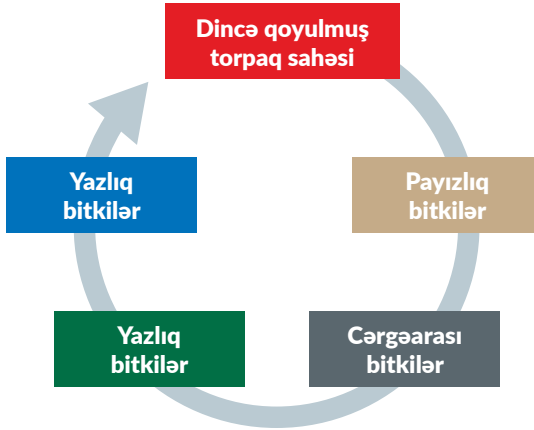 Dincə qoyulmuş
torpaq sahəsi
Payızlıq
bitkilər
Cərgəarası
bitkilər
Yazlıq
bitkilər
Yazlıq
bitkilər